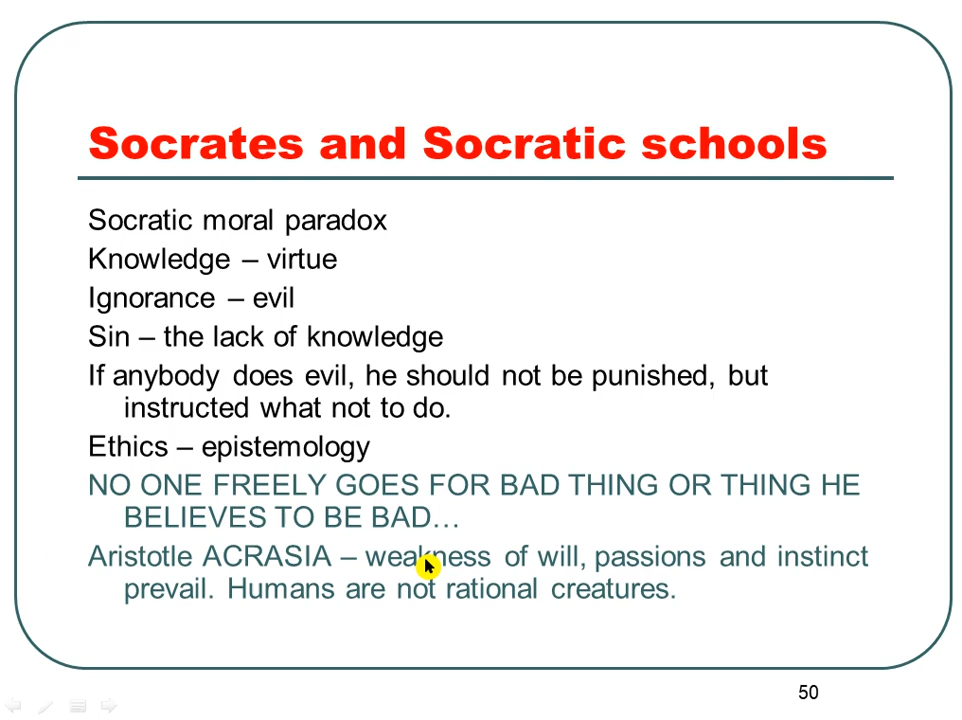 Socrates and Socratic schools
Socratic moral paradox
Knowledge – virtue
Ignorance – evil
Sin – the lack of knowledge
If anybody does evil, he should not be punished, but
instructed what not to do.
Ethics – epistemology
NO ONE FREELY GOES FOR BAD THING OR THING HE
BELIEVES TO BE BAD…
Aristotle ACRASIA – weakness of will, passions and instinct
prevail. Humans are not rational creatures.
50